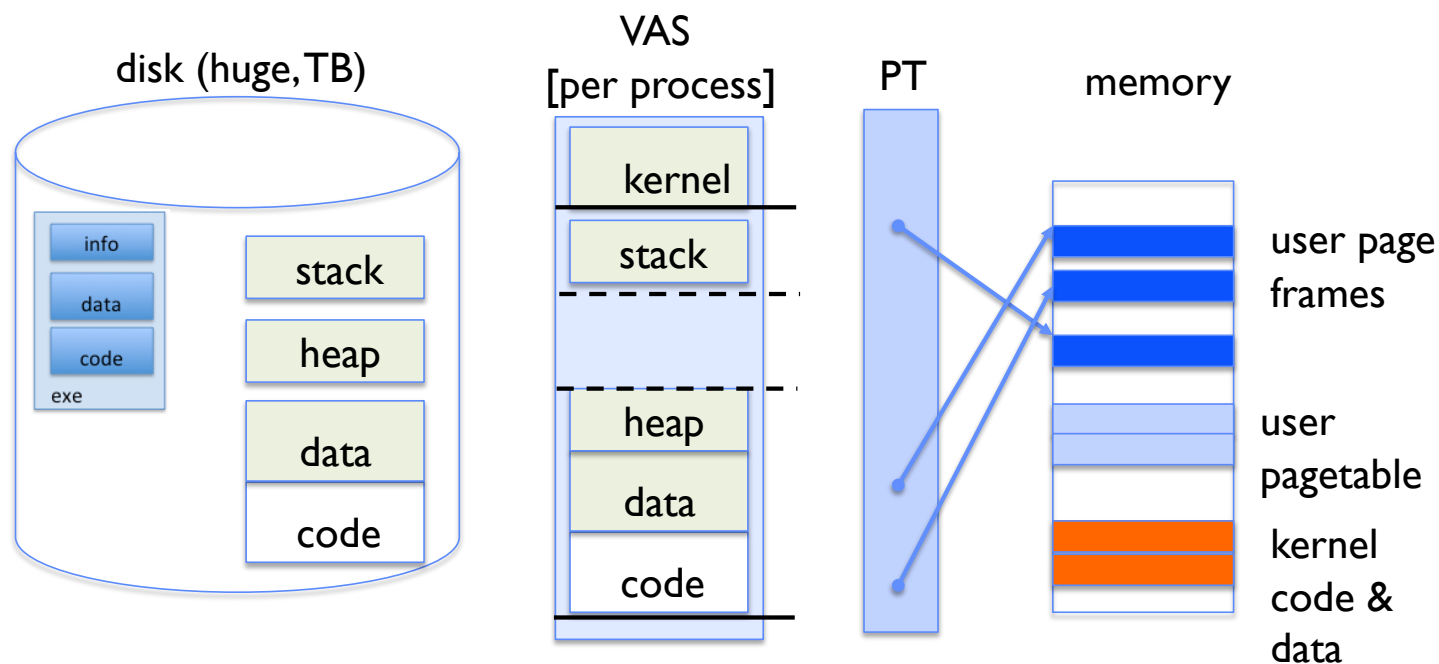 disk (huge, TB)
info
data
code
exe
stack
heap
data
code
VAS
[per process]
kernel
stack
heap
data
code
PT
memory
user page
frames
user
pagetable
kernel
code &
data